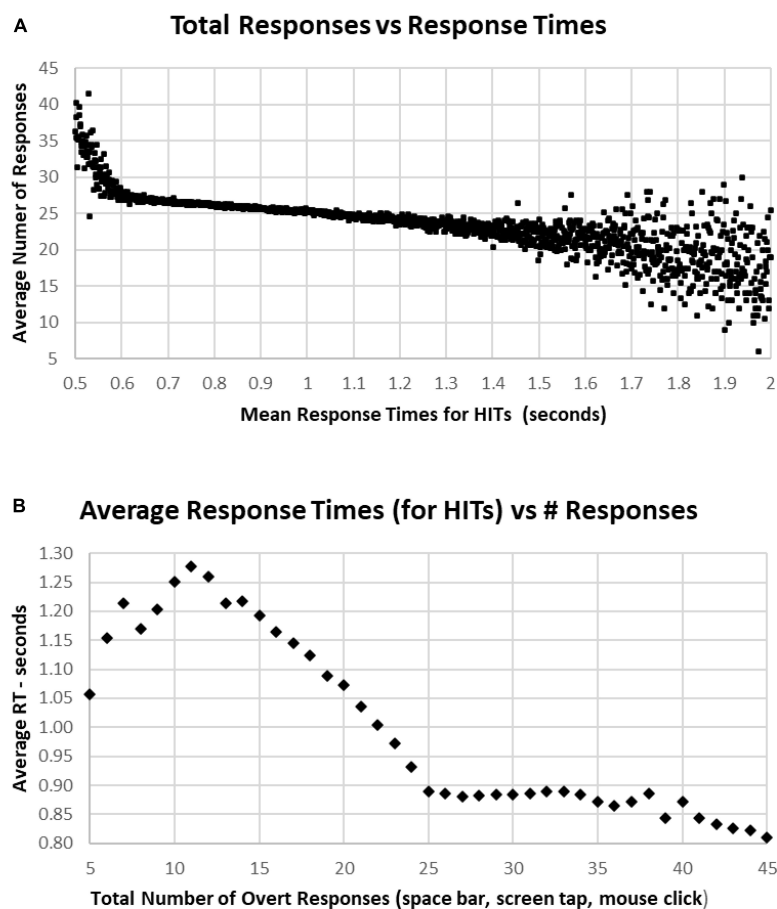 A
Total Responses vs Response Times
Average Numer of Responses
45
40
35
30
25
20
15
10
5
0.5 0.6 0.7 0.8 0.9 1 1.1 1.2 1.3 1.4 1.5 1.6 1.7 1.8 1.9 2
Mean Response Times for HITs (seconds)
B
Average Response Times (for HITs) vs # Responses
Average RT - seconds
1.30
1.25
1.20
1.15
1.10
1.05
1.00
0.95
0.90
0.85
0.80
5 10 15 20 25 30 35 40 45
Total Number of Overt Responses (space bar, screen tap, mouse click)